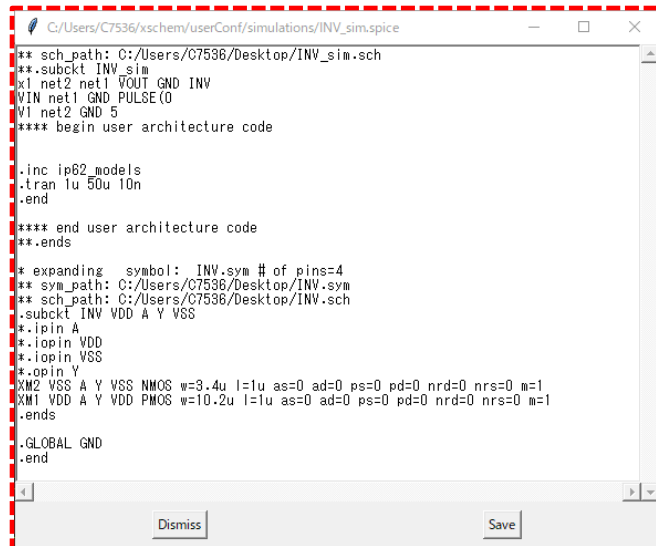 C:/Users/C7536/xschem/userConf/simulations/INV_sim.spice
** sch_path: C:/Users/C7536/Desktop/INV_sim.sch
**.subckt INV_sim
x1 net2 net1 VOUT GND INV
VIN net1 GND PULSE(0
V1 net2 GND 5
**** begin user architecture code
.inc ip62_models
.tran 1u 50u 10n
.end
**** end user architecture code
**.ends
* expanding   symbol:  INV.sym # of pins=4
** sym_path: C:/Users/C7536/Desktop/INV.sym
** sch_path: C:/Users/C7536/Desktop/INV.sch
.subckt INV VDD A Y VSS
*.ipin A
*.iopin VDD
*.iopin VSS
*.opin Y
XM2 VSS A Y VSS NMOS w=3.4u l=1u as=0 ad=0 ps=0 pd=0 nrd=0 nrs=0 m=1
XM1 VDD A Y VDD PMOS w=10.2u l=1u as=0 ad=0 ps=0 pd=0 nrd=0 nrs=0 m=1
.ends
.GLOBAL GND
.end
Dismiss
Save